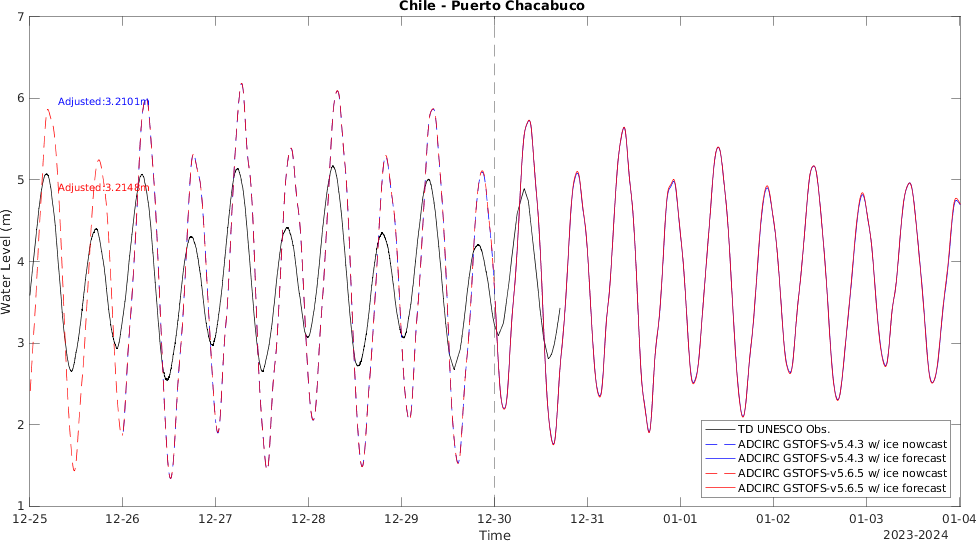 Chile - Puerto Chacabuco
7
6
5
4
3
2
1
Water Level (m)
Adjusted:3.2101m
Adjusted:3.2148m
TD UNESCO Obs.
ADCIRC GSTOFS-v5.4.3 w/ ice nowcast
ADCIRC GSTOFS-v5.4.3 w/ ice forecast
ADCIRC GSTOFS-v5.6.5 w/ ice nowcast
ADCIRC GSTOFS-v5.6.5 w/ ice forecast
12-25 12-26 12-27 12-28 12-29 12-30 12-31 01-01 01-02 01-03 01-04
Time
2023-2024